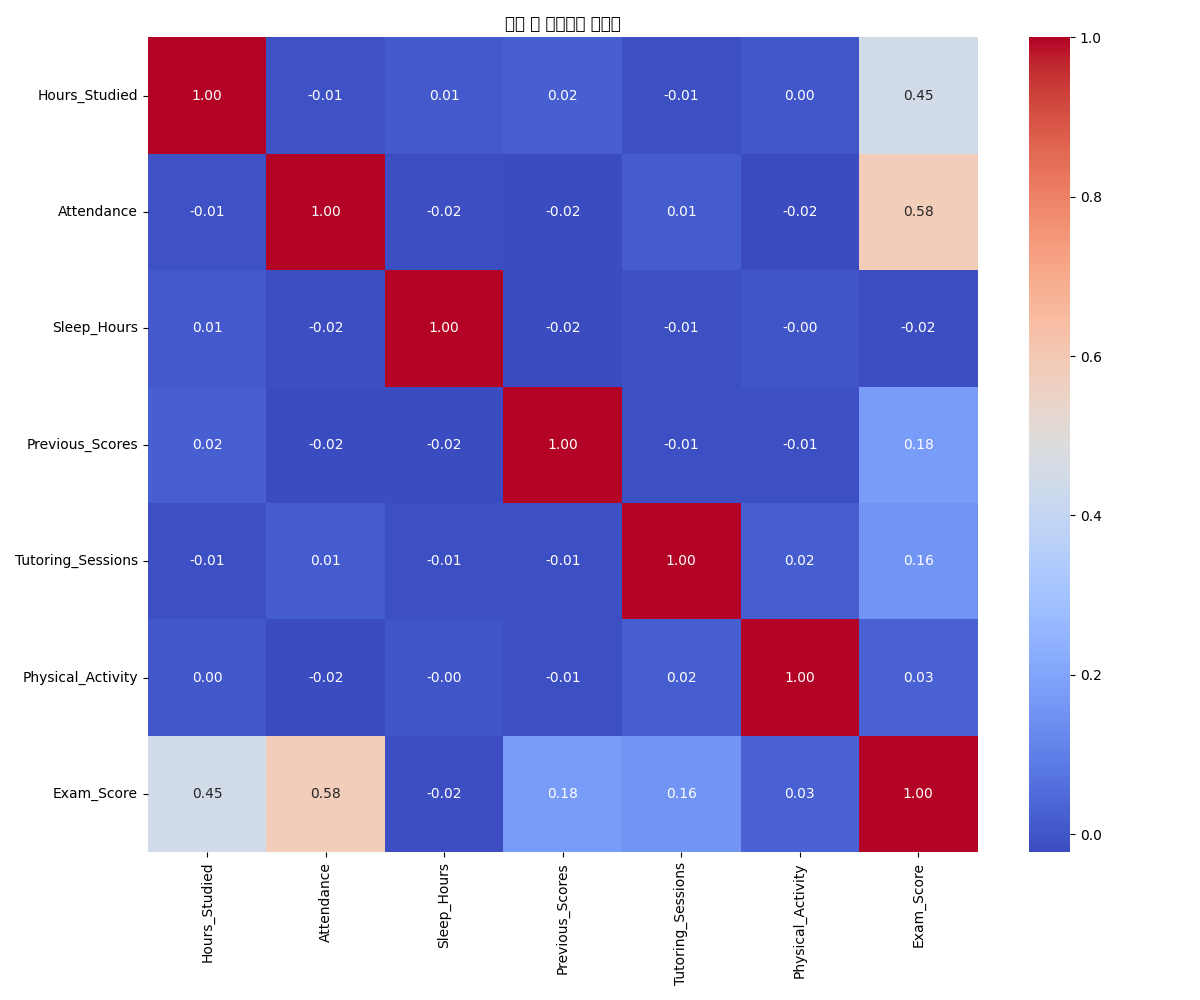 Hours_Studied 1.00 -0.01 0.01 0.02 -0.01 0.00 0.45
Attendance -0.01 1.00 -0.02 -0.02 0.01 -0.02 0.58
Sleep_Hours 0.01 -0.02 1.00 -0.02 -0.01 -0.00 -0.02
Previous_Scores 0.02 -0.02 -0.02 1.00 -0.01 -0.01 0.18
Tutoring_Sessions -0.01 0.01 -0.01 -0.01 1.00 0.02 0.16
Physical_Activity 0.00 -0.02 -0.00 -0.01 0.02 1.00 0.03
Exam_Score 0.45 0.58 -0.02 0.18 0.16 0.03 1.00
Hours_Studied
Attendance
Sleep_Hours
Previous_Scores
Tutoring_Sessions
Physical_Activity
Exam_Score
1.0
0.8
0.6
0.4
0.2
0.0